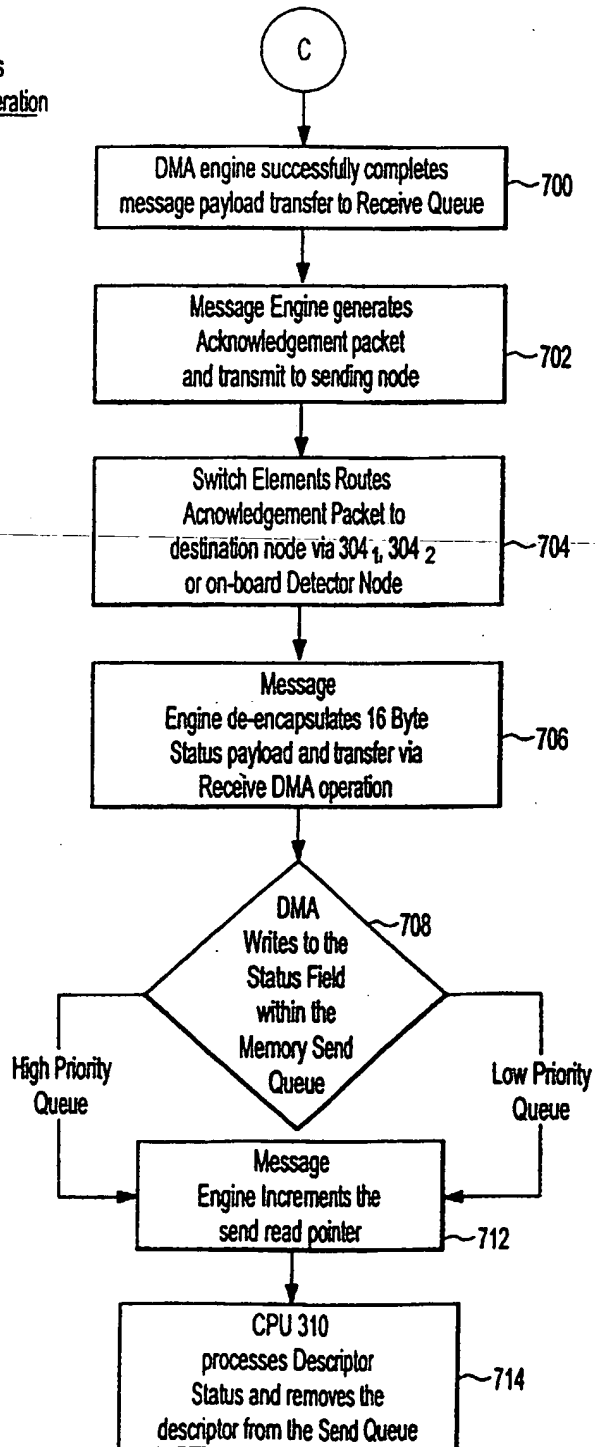 C
s
eration
DMA engine successfully completes
message payload transfer to Receive Queue
700
Message Engine generates
Acknowledgement packet
and transmit to sending node
702
Switch Elements Routes
Acnowledgement Packet to
destination node via 304₁, 304₂
or on-board Detector Node
704
Message
Engine de-encapsulates 16 Byte
Status payload and transfer via
Receive DMA operation
706
DMA
Writes to the
Status Field
within the
Memory Send
Queue
708
High Priority
Queue
Low Priority
Queue
Message
Engine Increments the
send read pointer
712
CPU 310
processes Descriptor
Status and removes the
descriptor from the Send Queue
714